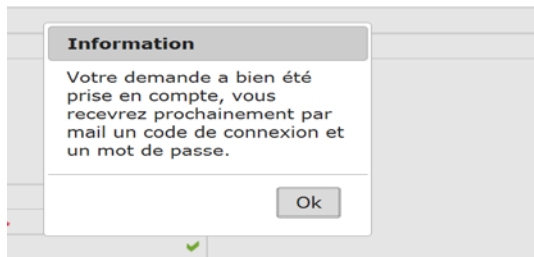 Information
Votre demande a bien été
prise en compte, vous
recevrez prochainement par
mail un code de connexion et
un mot de passe.
Ok